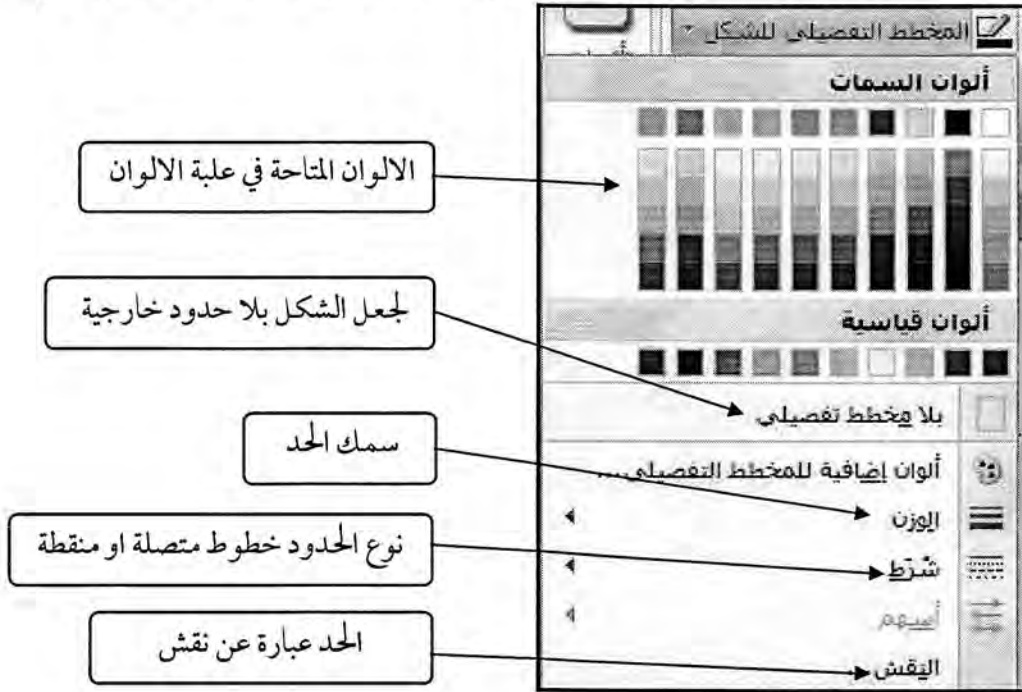 المخطط التفصيلي للشكل
ألوان السمات
الالوان المتاحة في علبة الالوان
لجعل الشكل بلا حدود خارجية
ألوان قياسية
بلا مخطط تفصيلي
سمك الحد
ألوان إضافية للمخطط التفصيلي...
الوزن
نوع الحدود خطوط متصلة او منقطة
شرط
أسهم
الحد عبارة عن نقش
النقش